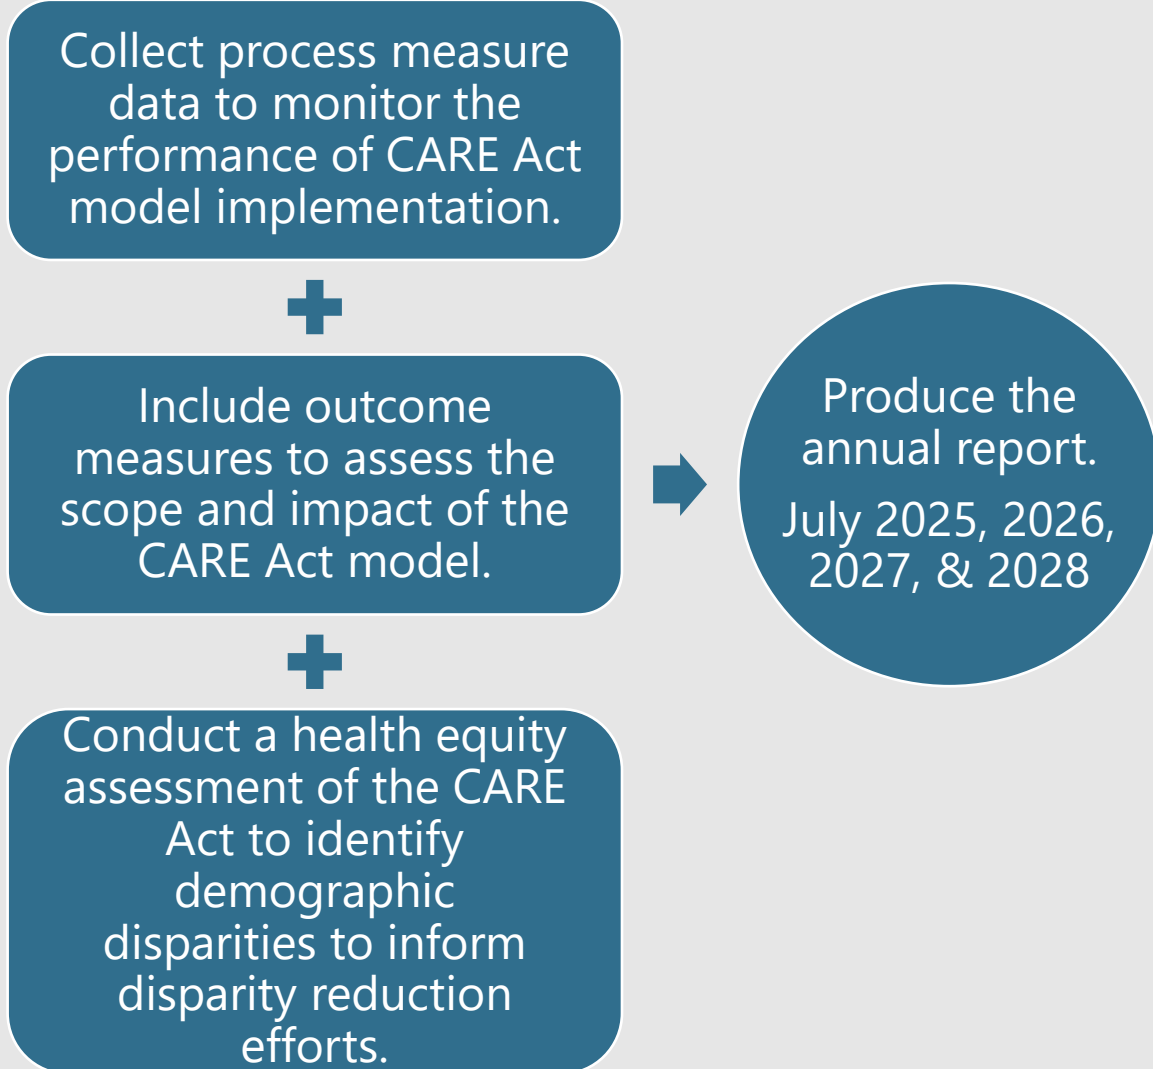 Collect process measure
data to monitor the
performance of CARE Act
model implementation.
Include outcome
measures to assess the
scope and impact of the
CARE Act model.
Conduct a health equity
assessment of the CARE
Act to identify
demographic
disparities to inform
disparity reduction
efforts.
Produce the
annual report.
July 2025, 2026,
2027, & 2028